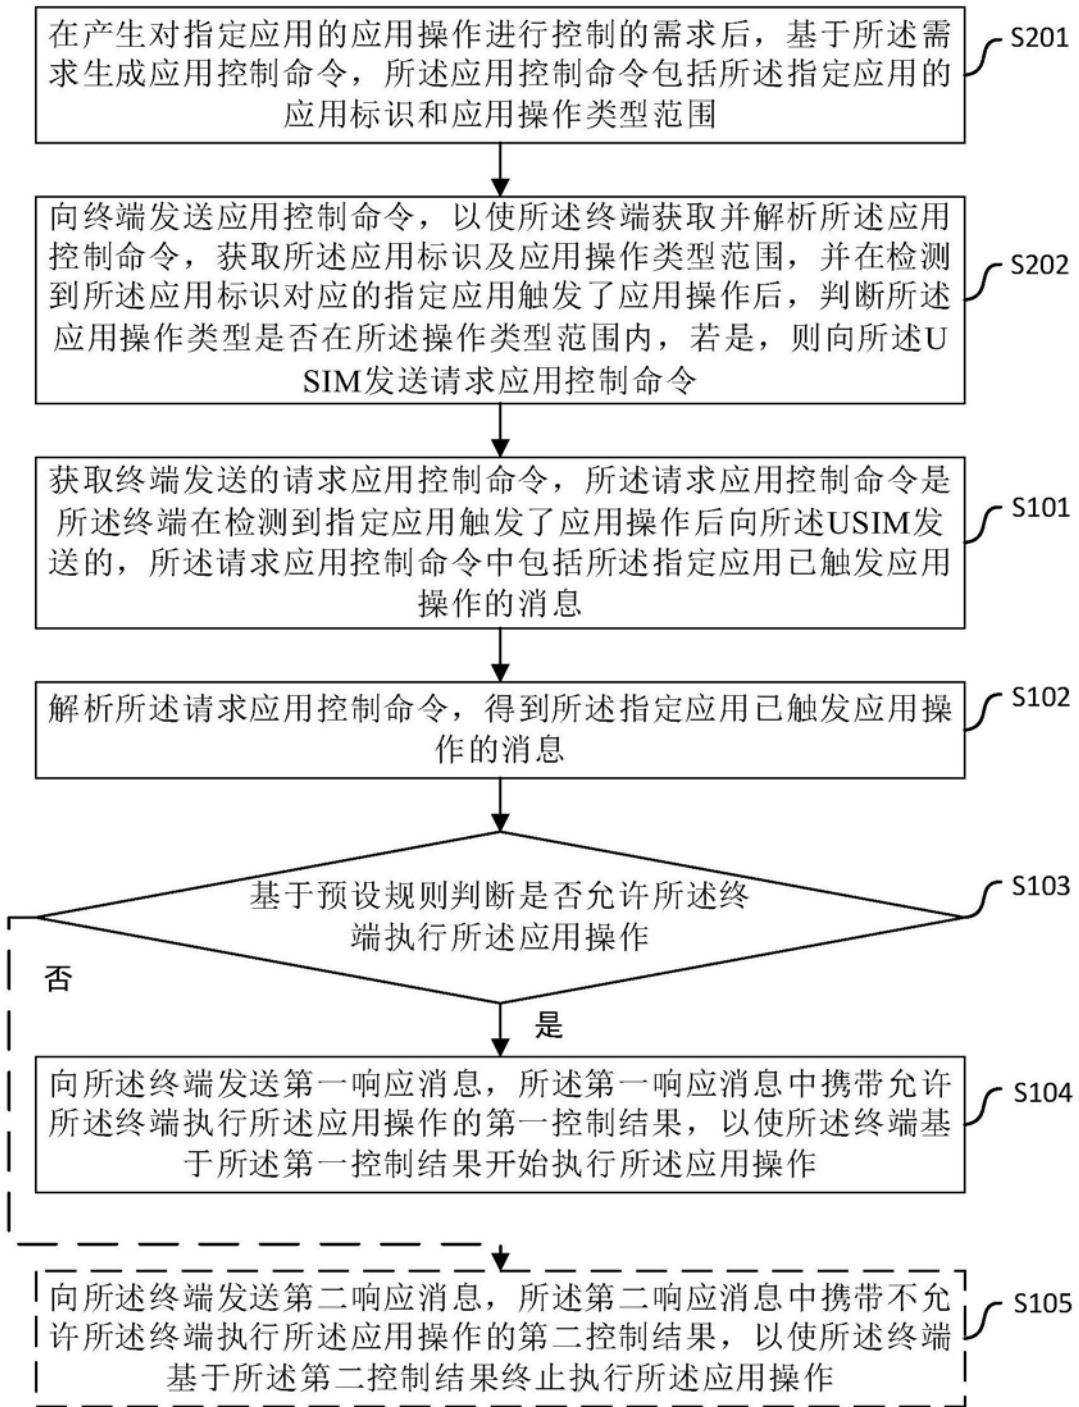 在产生对指定应用的应用操作进行控制的需求后，基于所述需
求生成应用控制命令，所述应用控制命令包括所述指定应用的
应用标识和应用操作类型范围
S201
向终端发送应用控制命令，以使所述终端获取并解析所述应用
控制命令，获取所述应用标识及应用操作类型范围，并在检测
到所述应用标识对应的指定应用触发了应用操作后，判断所述
应用操作类型是否在所述操作类型范围内，若是，则向所述U
SIM发送请求应用控制命令
S202
获取终端发送的请求应用控制命令，所述请求应用控制命令是
所述终端在检测到指定应用触发了应用操作后向所述USIM发
送的，所述请求应用控制命令中包括所述指定应用已触发应用
操作的消息
S101
解析所述请求应用控制命令，得到所述指定应用已触发应用操
作的消息
S102
基于预设规则判断是否允许所述终
端执行所述应用操作
S103
否
是
向所述终端发送第一响应消息，所述第一响应消息中携带允许
所述终端执行所述应用操作的第一控制结果，以使所述终端基
于所述第一控制结果开始执行所述应用操作
S104
向所述终端发送第二响应消息，所述第二响应消息中携带不允
许所述终端执行所述应用操作的第二控制结果，以使所述终端
基于所述第二控制结果终止执行所述应用操作
S105